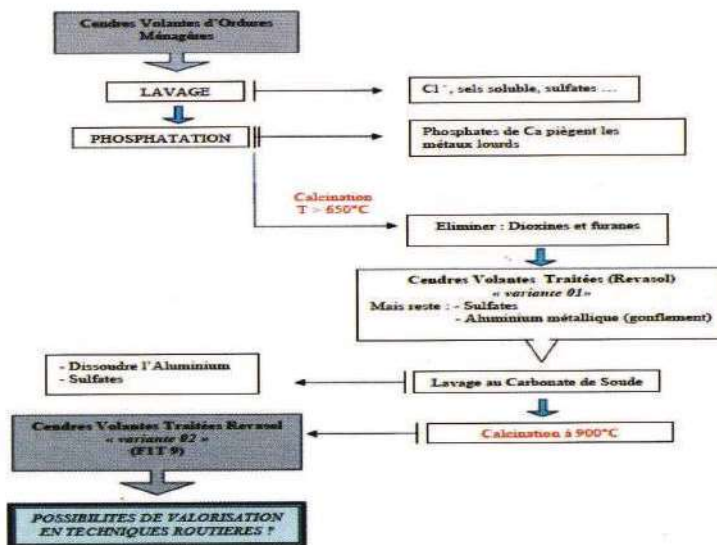 Cendres Volantes d'Ordures
Ménagères
LAVAGE
Cl -, sels soluble, sulfates ...
PHOSPHATATION
Phosphates de Ca piègent les
métaux lourds
Calcination
T > 650°C
Eliminer : Dioxines et furanes
Cendres Volantes Traitées (Revasol)
« variante 01»
Mais reste : - Sulfates
- Aluminium métallique (gonflement)
- Dissoudre l'Aluminium
- Sulfates
Lavage au Carbonate de Soude
Cendres Volantes Traitées Revasol
« variante 02 »
(FIT 9)
Calcination à 900°C
POSSIBILITES DE VALORISATION
EN TECHNIQUES ROUTIERES ?